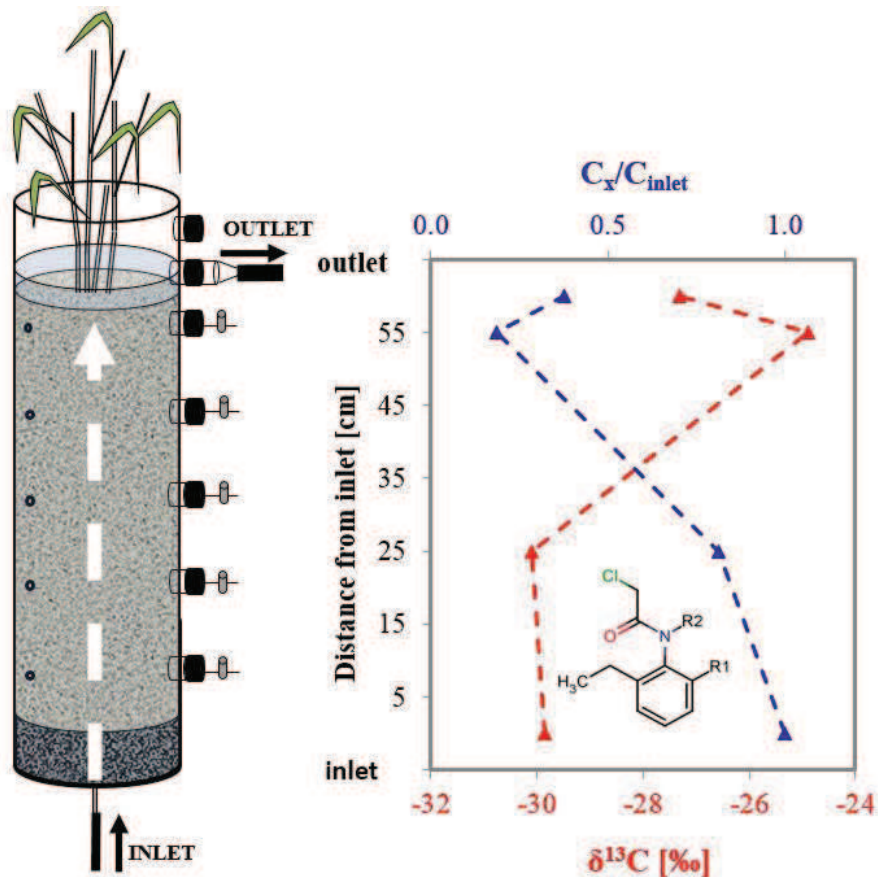 OUTLET
INLET
C_x/C_inlet
0.0 0.5 1.0
outlet
55
45
35
25
15
5
inlet
Distance from inlet [cm]
Cl
O
N
R2
R1
H₃C
-32 -30 -28 -26 -24
δ¹³C [‰]